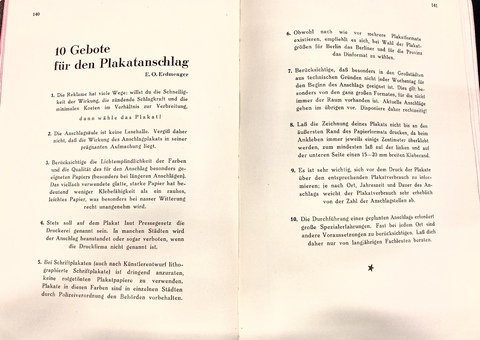 140
10 Gebote
für den Plakatanschlag
E. O. Erdmenger
1. Die Reklame hat viele Wege; willst du die Schnellig-
keit der Wirkung, die zündende Schlagkraft und die
minimalen Kosten im Verhältnis zur Verbreitung,
dann wähle das Plakat!
2. Die Anschlagsäule ist keine Lesehalle. Vergiß daher
nicht, daß die Wirkung des Anschlagplakats in seiner
prägnanten Aufmachung liegt.
3. Berücksichtige die Lichtempfindlichkeit der Farben
und die Qualität des für den Anschlag besonders ge-
eigneten Papiers (besonders bei längeren Anschlägen).
Das vielfach verwendete glatte, starke Papier hat be-
deutend weniger Klebefähigkeit als ein rauhes,
leichtes Papier, was besonders bei nasser Witterung
recht unangenehm wird.
4. Stets soll auf dem Plakat laut Pressegesetz die
Druckerei genannt sein. In manchen Städten wird
der Anschlag beanstandet oder sogar verboten, wenn
die Druckfirma nicht genannt ist.
5. Bei Schriftplakaten (auch nach Künstlerentwurf litho-
graphierte Schriftplakate) ist dringend anzuraten,
keine rotgetönten Plakatpapiere zu verwenden.
Plakate in diesen Farben sind in einzelnen Städten
durch Polizeiverordnung den Behörden vorbehalten.
141
6. Obwohl nach wie vor mehrere Plakatformate
existieren, empfiehlt es sich, bei Wahl der Plakat-
größen für Berlin das Berliner und für die Provinz
das Dinformat zu wählen.
7. Berücksichtige, daß besonders in den Großstädten
aus technischen Gründen nicht jeder Wochentag für
den Beginn des Anschlags geeignet ist. Dies gilt be-
sonders von den ganz großen Formaten, für die nicht
immer der Raum vorhanden ist. Aktuelle Anschläge
gehen im übrigen vor. Disponiere daher rechtzeitig!
8. Laß die Zeichnung deines Plakats nicht bis an den
äußersten Rand des Papierformats drucken, da beim
Ankleben immer jeweils einige Zentimeter überklebt
werden, zum mindesten laß auf der linken und auf
der unteren Seite einen 15—20 mm breiten Kleberand.
9. Es ist sehr wichtig, sich vor dem Druck der Plakate
über den entsprechenden Plakatverbrauch zu infor-
mieren; je nach Ort, Jahreszeit und Dauer des An-
schlags weicht der Plakatverbrauch sehr erheblich
von der Zahl der Anschlagstellen ab.
10. Die Durchführung eines geplanten Anschlags erfordert
große Spezialerfahrungen. Fast bei jedem Ort sind
andere Voraussetzungen zu berücksichtigen. Laß dich
daher nur von langjährigen Fachleuten beraten.